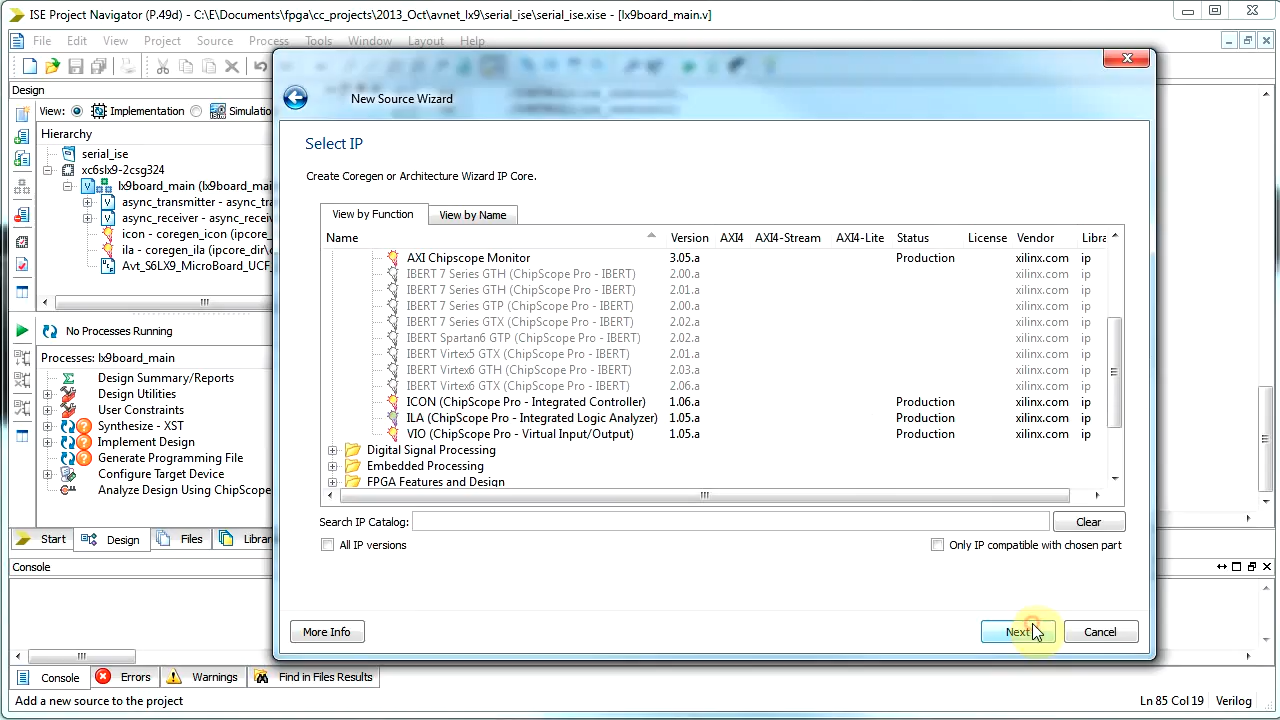 ISE Project Navigator (P.49d) - C:\E\Documents\fpga\cc_projects\2013_Oct\avnet_lx9\serial_ise\serial_ise.xise - [lx9board_main.v]
File Edit View Project Source Process Tools Window Layout Help
Design
View: Implementation Simulatio
Hierarchy
serial_ise
xc6slx9-2csg324
lx9board_main (lx9board_mai
async_transmitter - async_tran
async_receiver - async_receiv
icon - coregen_icon (ipcore_di
ila - coregen_ila (ipcore_dir\c
Avt_S6LX9_MicroBoard_UCF_
No Processes Running
Processes: lx9board_main
Design Summary/Reports
Design Utilities
User Constraints
Synthesize - XST
Implement Design
Generate Programming File
Configure Target Device
Analyze Design Using ChipScope
Start Design Files Librar
New Source Wizard
Select IP
Create Coregen or Architecture Wizard IP Core.
View by Function View by Name
Name Version AXI4 AXI4-Stream AXI4-Lite Status License Vendor Libra
AXI Chipscope Monitor 3.05.a Production xilinx.com ip
IBERT 7 Series GTH (ChipScope Pro - IBERT) 2.00.a xilinx.com ip
IBERT 7 Series GTH (ChipScope Pro - IBERT) 2.01.a xilinx.com ip
IBERT 7 Series GTP (ChipScope Pro - IBERT) 2.00.a xilinx.com ip
IBERT 7 Series GTX (ChipScope Pro - IBERT) 2.02.a xilinx.com ip
IBERT Spartan6 GTP (ChipScope Pro - IBERT) 2.02.a xilinx.com ip
IBERT Virtex5 GTX (ChipScope Pro - IBERT) 2.01.a xilinx.com ip
IBERT Virtex6 GTH (ChipScope Pro - IBERT) 2.03.a xilinx.com ip
IBERT Virtex6 GTX (ChipScope Pro - IBERT) 2.06.a xilinx.com ip
ICON (ChipScope Pro - Integrated Controller) 1.06.a Production xilinx.com ip
ILA (ChipScope Pro - Integrated Logic Analyzer) 1.05.a Production xilinx.com ip
VIO (ChipScope Pro - Virtual Input/Output) 1.05.a Production xilinx.com ip
Digital Signal Processing
Embedded Processing
FPGA Features and Design
Search IP Catalog: Clear
All IP versions Only IP compatible with chosen part
More Info Next Cancel
Console
Console Errors Warnings Find in Files Results
Add a new source to the project Ln 85 Col 19 Verilog